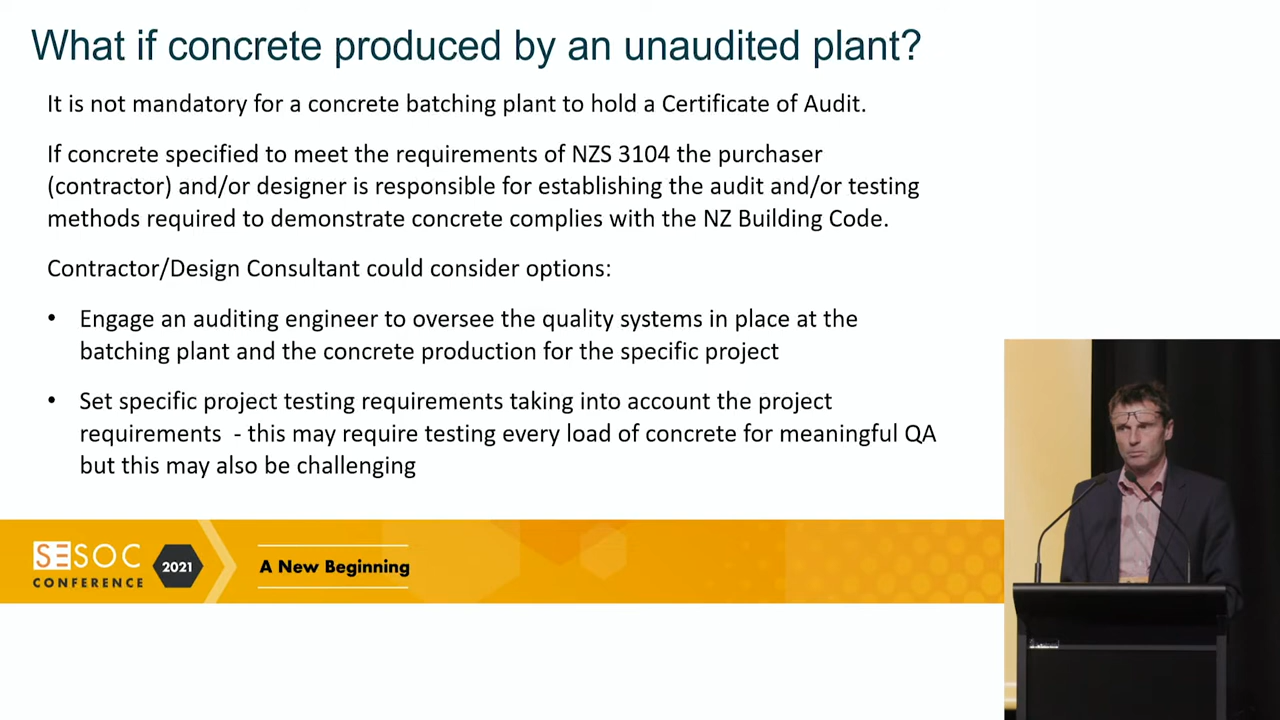 What if concrete produced by an unaudited plant?
It is not mandatory for a concrete batching plant to hold a Certificate of Audit.
If concrete specified to meet the requirements of NZS 3104 the purchaser
(contractor) and/or designer is responsible for establishing the audit and/or testing
methods required to demonstrate concrete complies with the NZ Building Code.
Contractor/Design Consultant could consider options:
• Engage an auditing engineer to oversee the quality systems in place at the
batching plant and the concrete production for the specific project
• Set specific project testing requirements taking into account the project
requirements - this may require testing every load of concrete for meaningful QA
but this may also be challenging
SESOC
CONFERENCE
2021
A New Beginning